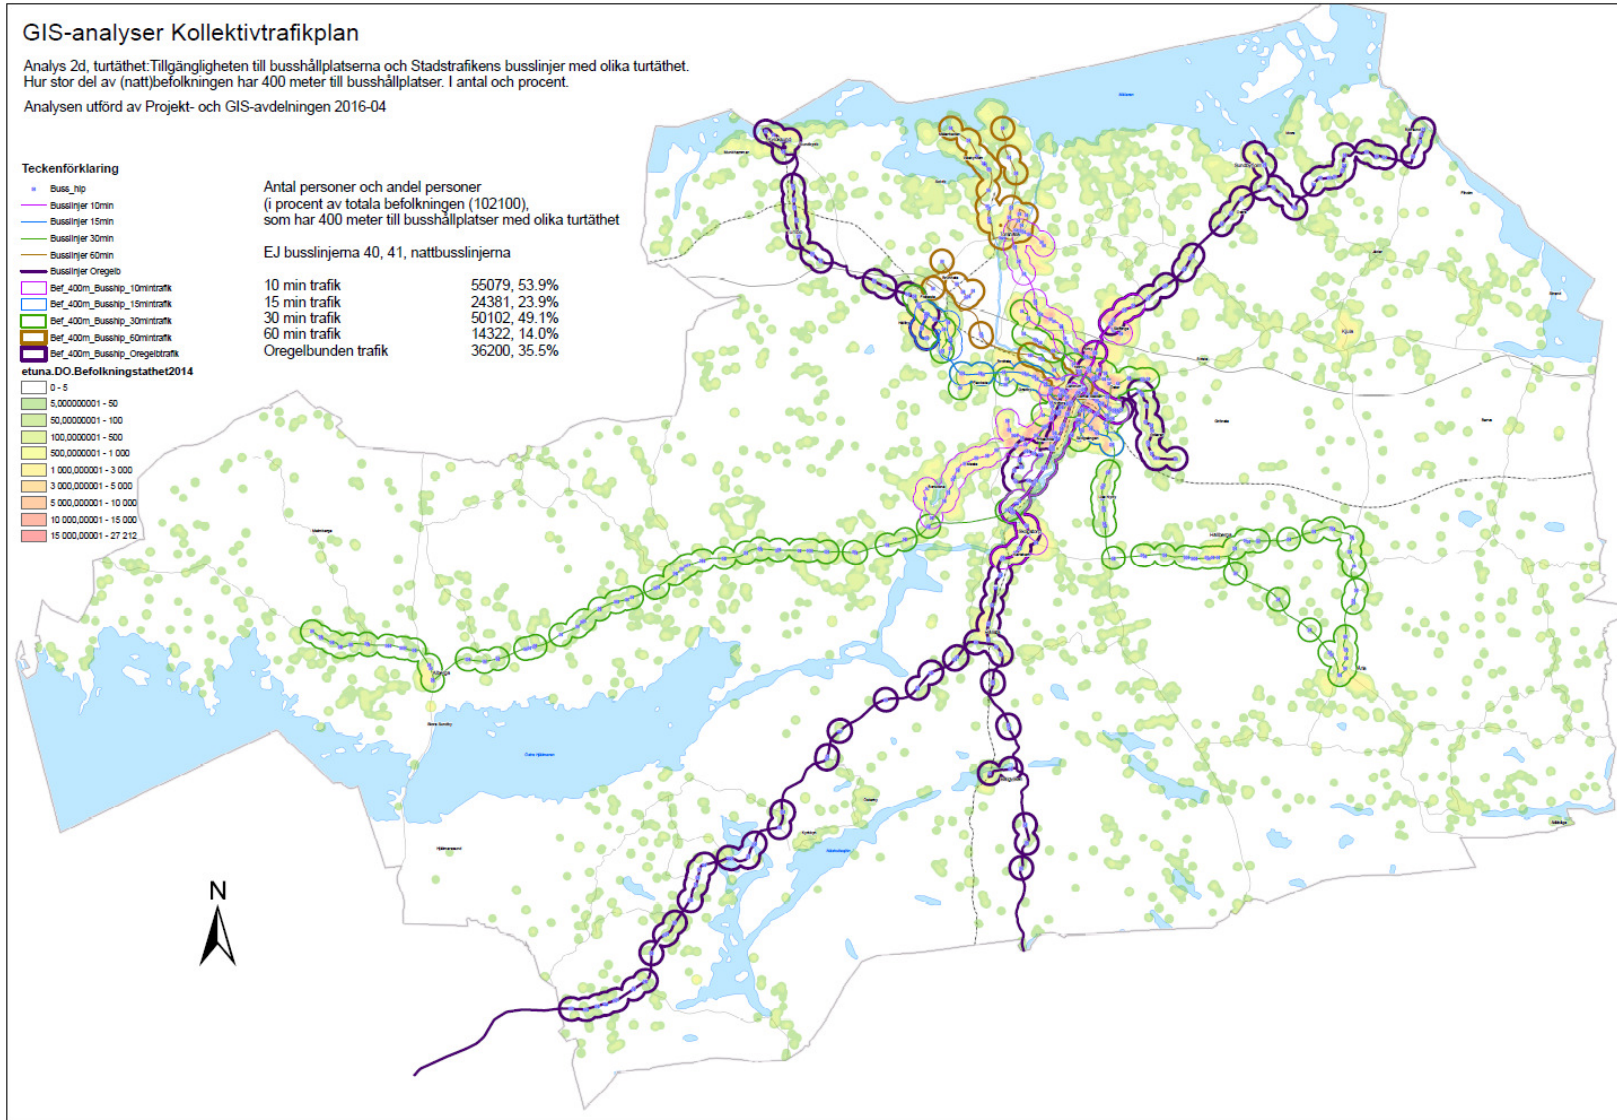 GIS-analyser Kollektivtrafikplan
Analys 2d, turtäthet:Tillgängligheten till busshållplatserna och Stadstrafikens busslinjer med olika turtäthet.
Hur stor del av (natt)befolkningen har 400 meter till busshållplatser. I antal och procent.
Analysen utförd av Projekt- och GIS-avdelningen 2016-04
Teckenförklaring
Buss_hlp
Busslinjer 10min
Busslinjer 15min
Busslinjer 30min
Busslinjer 60min
Busslinjer Oregelb
Bef_400m_Busshlp_10mintrafik
Bef_400m_Busshlp_15mintrafik
Bef_400m_Busshlp_30mintrafik
Bef_400m_Busshlp_60mintrafik
Bef_400m_Busshlp_Oregelbtrafik
etuna.DO.Befolkningstathet2014
0 - 5
5,000000001 - 50
50,00000001 - 100
100,0000001 - 500
500,0000001 - 1 000
1 000,000001 - 3 000
3 000,000001 - 5 000
5 000,000001 - 10 000
10 000,00001 - 15 000
15 000,00001 - 27 212
Antal personer och andel personer
(i procent av totala befolkningen (102100),
som har 400 meter till busshållplatser med olika turtäthet
EJ busslinjerna 40, 41, nattbusslinjerna
10 min trafik 55079, 53.9%
15 min trafik 24381, 23.9%
30 min trafik 50102, 49.1%
60 min trafik 14322, 14.0%
Oregelbunden trafik 36200, 35.5%
Kjula
Hällberga
Alberga
Ärla
N